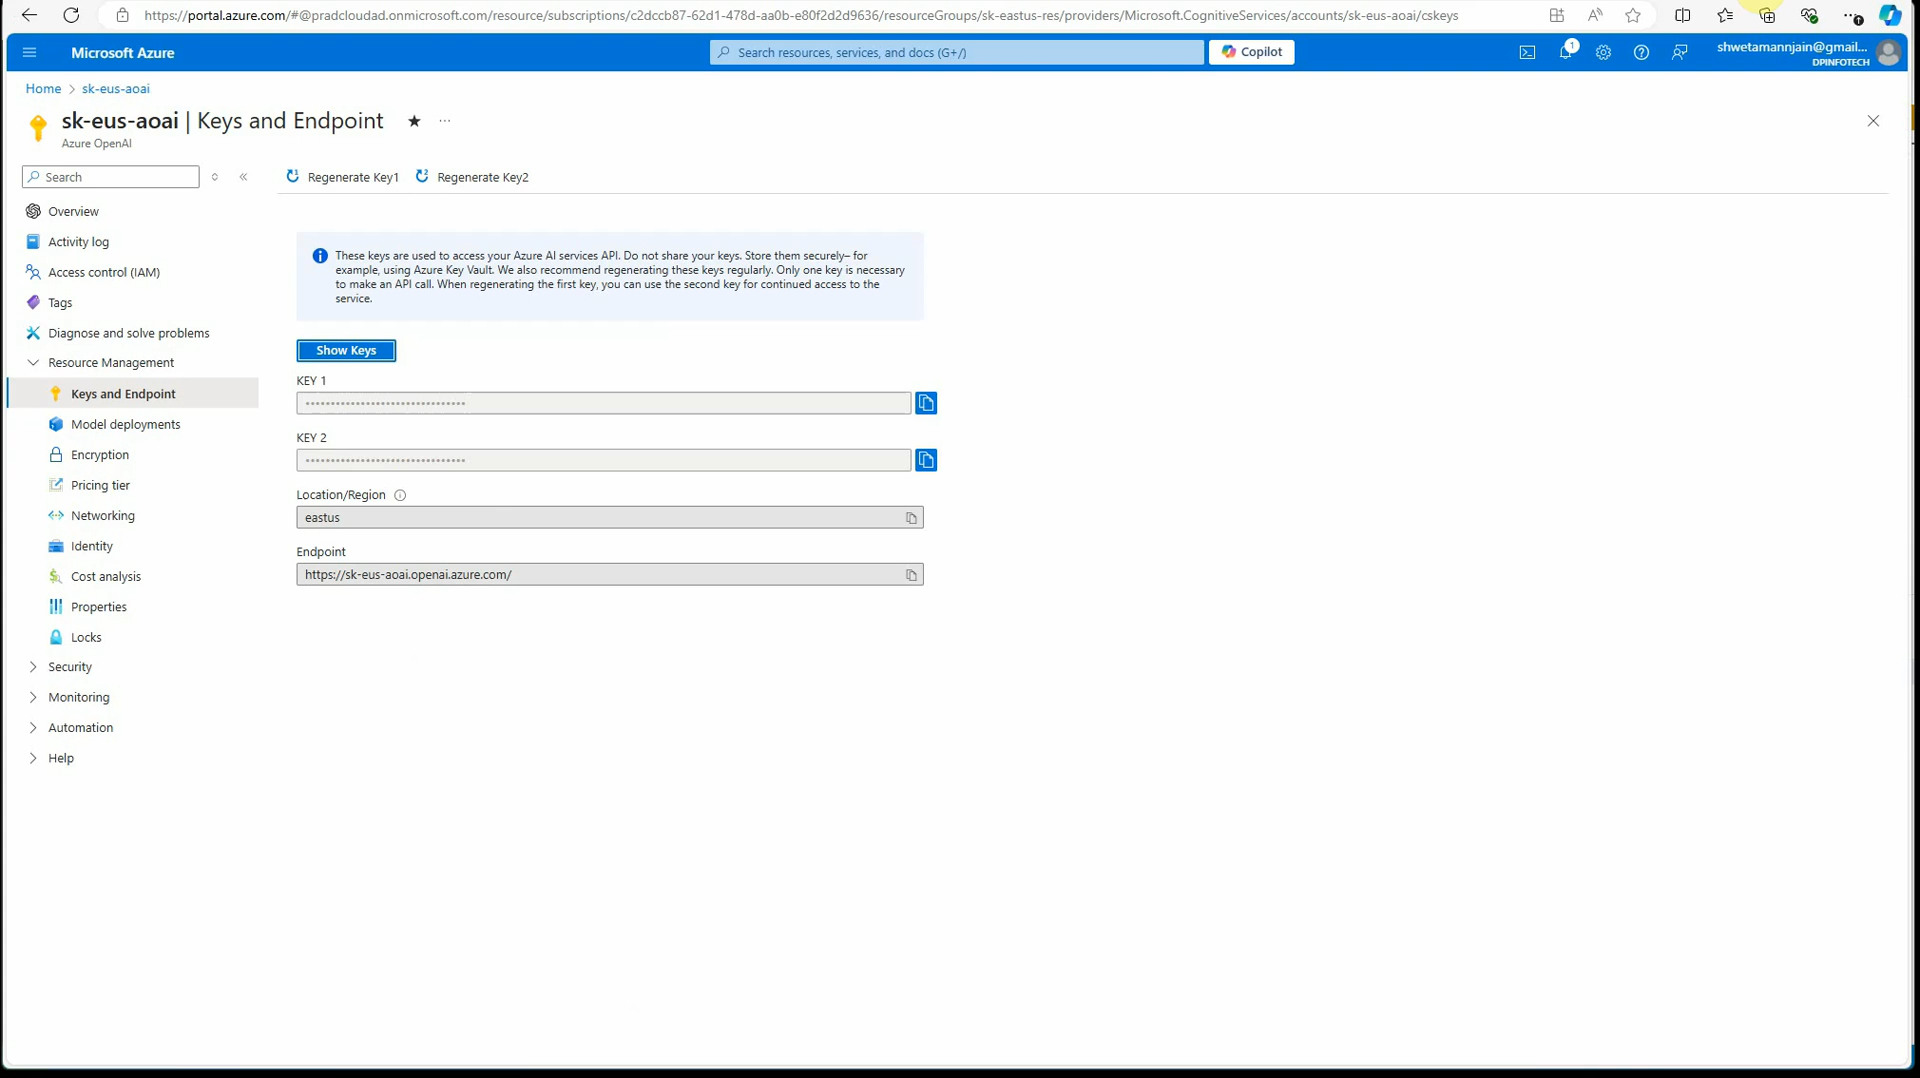 https://portal.azure.com/#@pradcloudad.onmicrosoft.com/resource/subscriptions/c2dccb87-62d1-478d-aa0b-e80f2d2d9636/resourceGroups/sk-eastus-res/providers/Microsoft.CognitiveServices/accounts/sk-eus-aoai/cskeys
Microsoft Azure
Search resources, services, and docs (G+/)
Copilot
1
shwetamannjain@gmail...
DPINFOTECH
Home > sk-eus-aoai
sk-eus-aoai | Keys and Endpoint
Azure OpenAI
Search
Regenerate Key1
Regenerate Key2
Overview
Activity log
Access control (IAM)
Tags
Diagnose and solve problems
Resource Management
Keys and Endpoint
Model deployments
Encryption
Pricing tier
Networking
Identity
Cost analysis
Properties
Locks
Security
Monitoring
Automation
Help
These keys are used to access your Azure AI services API. Do not share your keys. Store them securely– for
example, using Azure Key Vault. We also recommend regenerating these keys regularly. Only one key is necessary
to make an API call. When regenerating the first key, you can use the second key for continued access to the
service.
Show Keys
KEY 1
KEY 2
Location/Region
eastus
Endpoint
https://sk-eus-aoai.openai.azure.com/